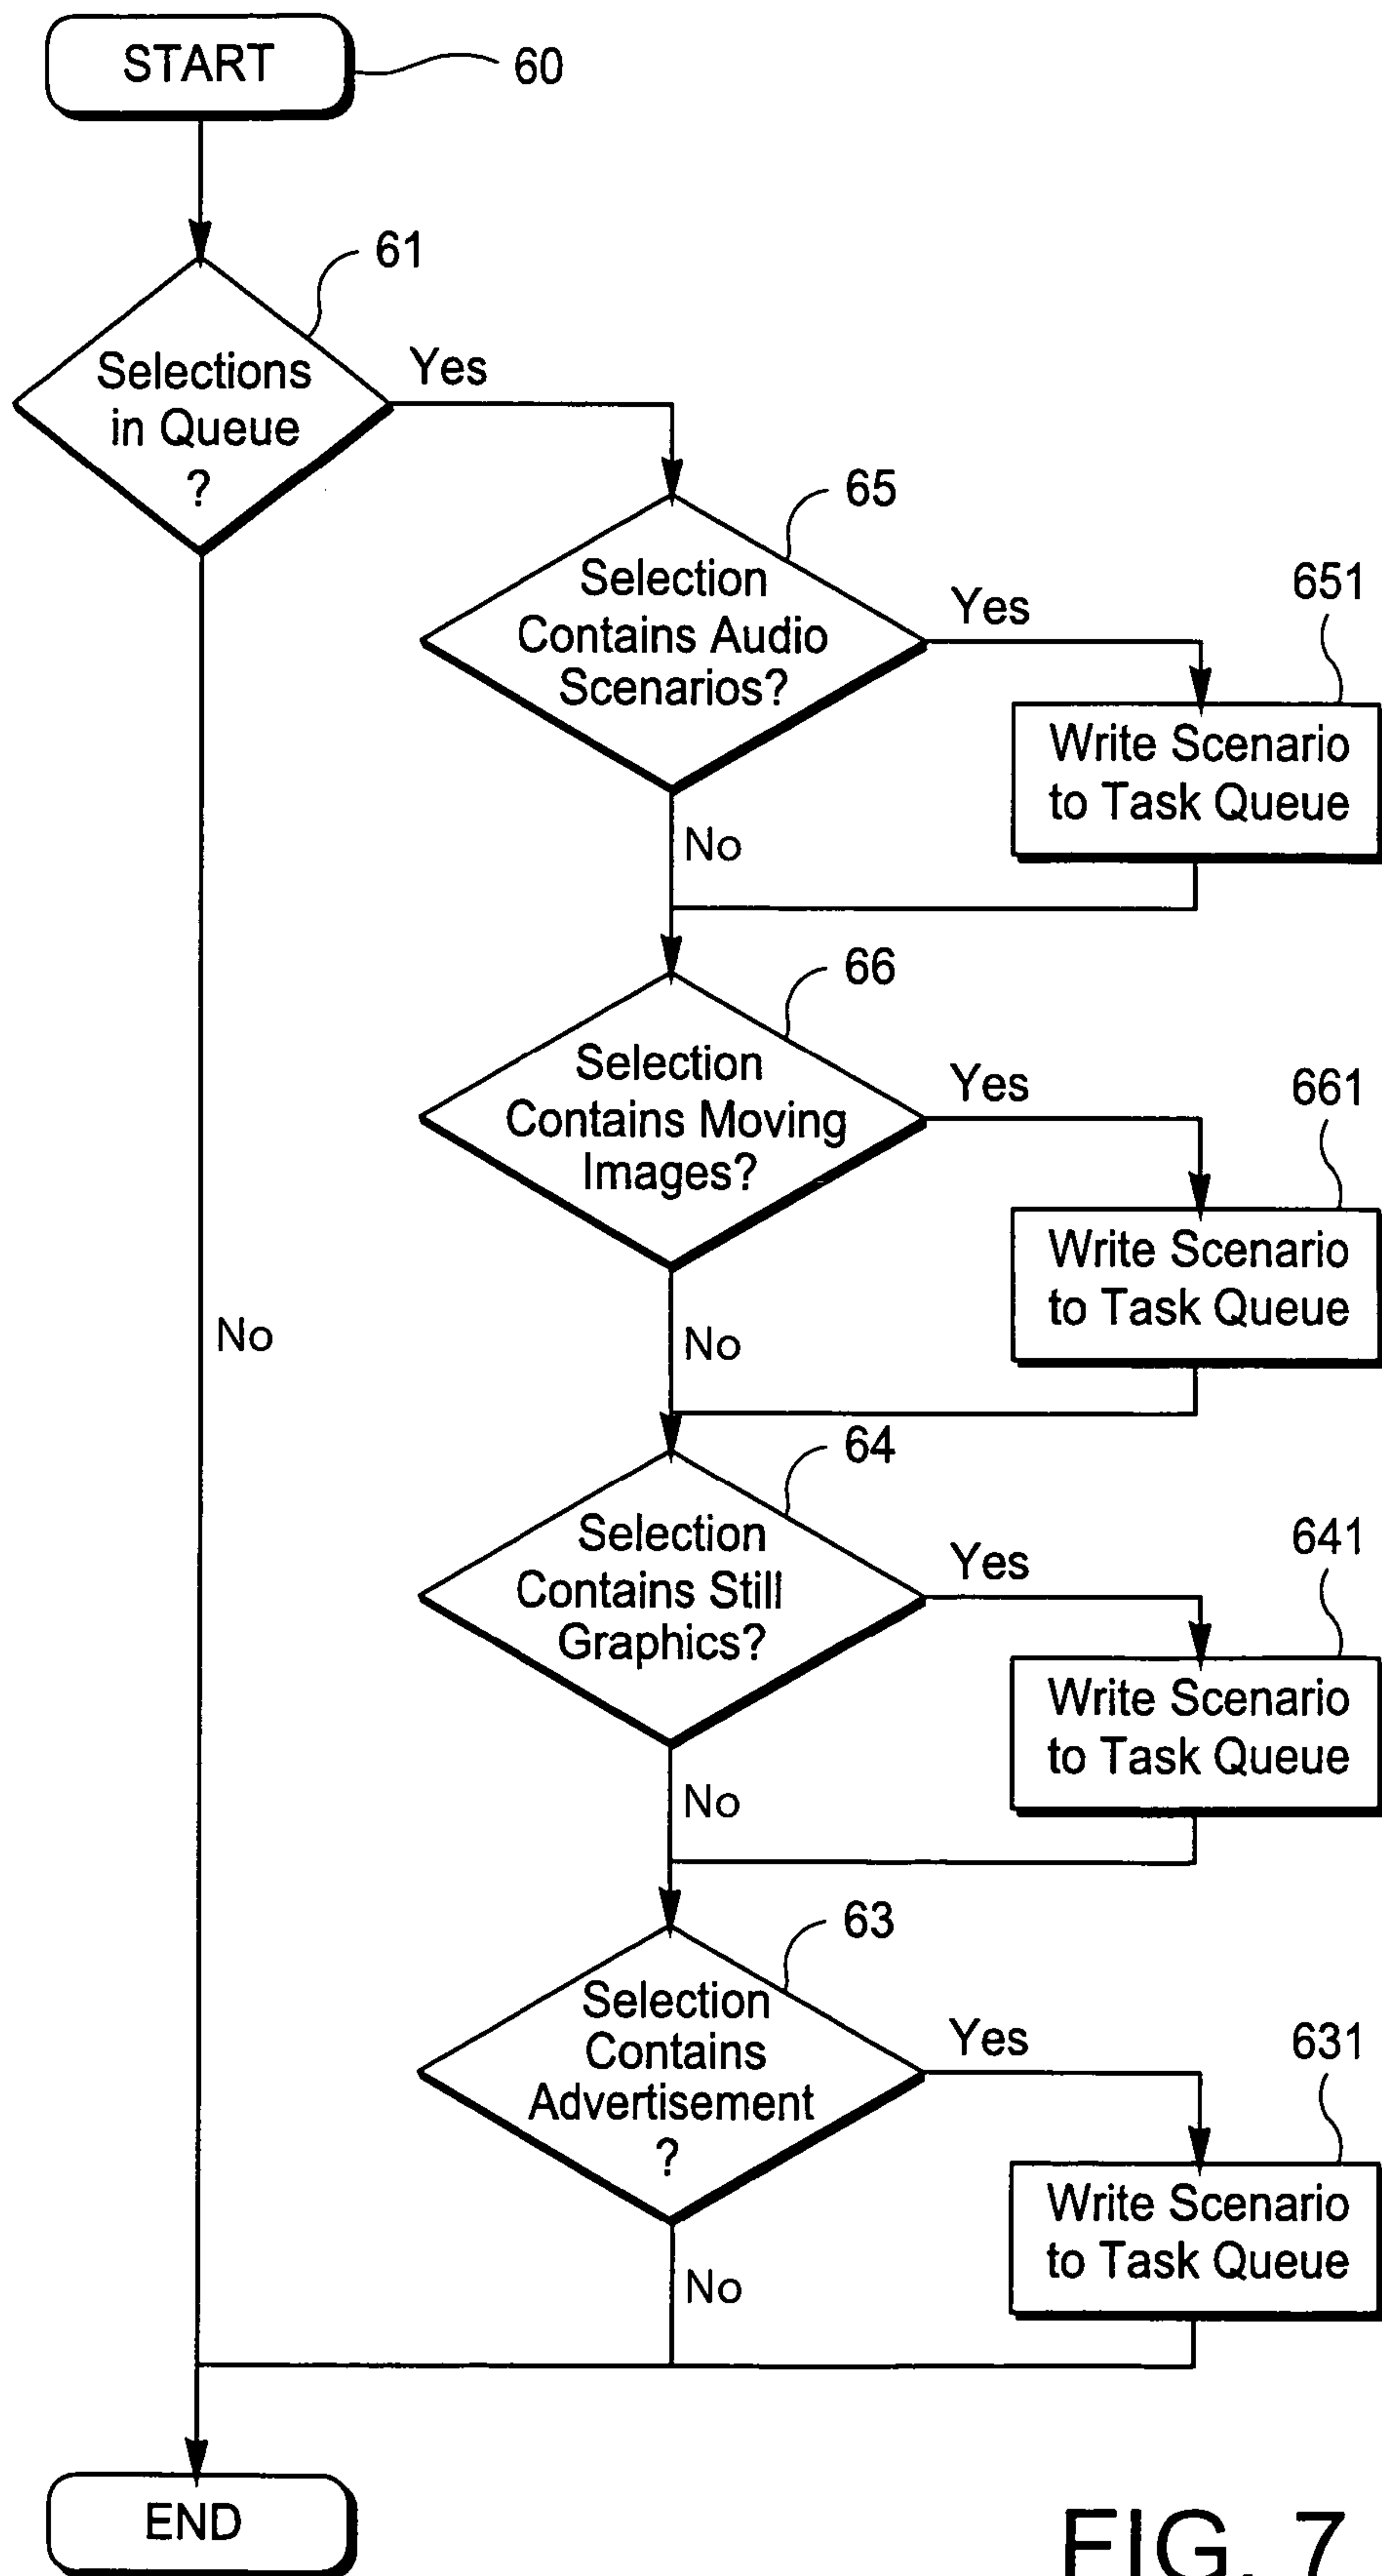 START
60
61
Selections
in Queue
?
Yes
65
Selection
Contains Audio
Scenarios?
Yes
651
Write Scenario
to Task Queue
No
66
Selection
Contains Moving
Images?
Yes
661
Write Scenario
to Task Queue
No
No
64
Selection
Contains Still
Graphics?
Yes
641
Write Scenario
to Task Queue
No
63
Selection
Contains
Advertisement
?
Yes
631
Write Scenario
to Task Queue
No
END
FIG. 7